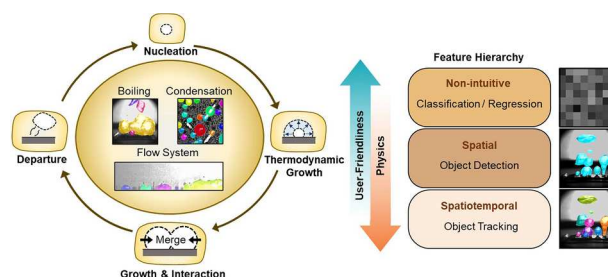 Nucleation
Boiling
Condensation
Flow System
Departure
Thermodynamic
Growth
Merge
Growth & Interaction
User-Friendliness
Physics
Feature Hierarchy
Non-intuitive
Classification / Regression
Spatial
Object Detection
Spatiotemporal
Object Tracking